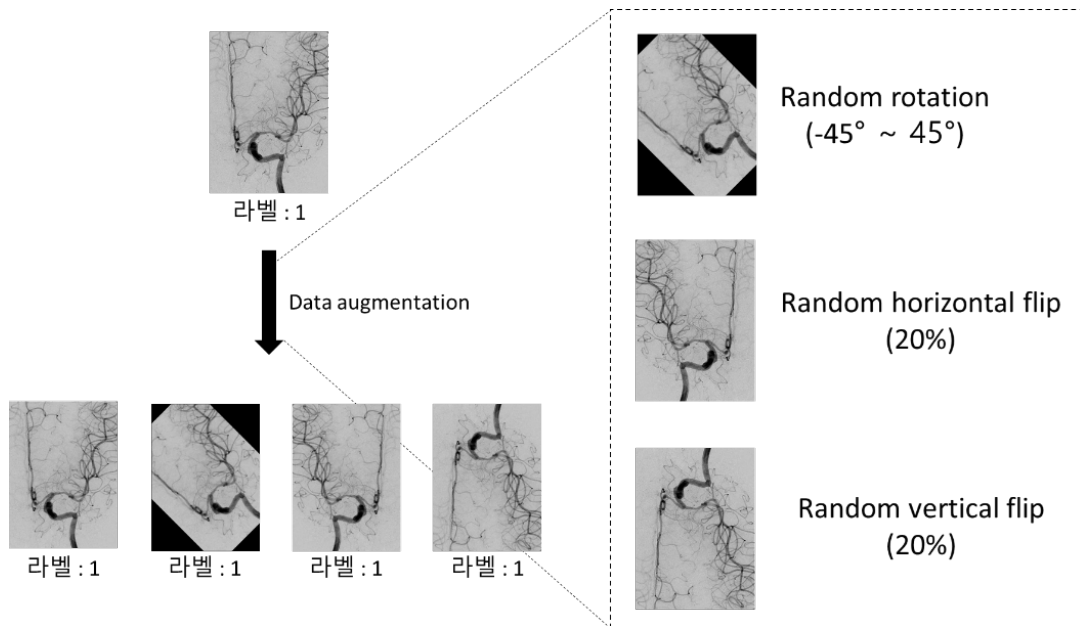 라벨 : 1
Data augmentation
라벨 : 1
라벨 : 1
라벨 : 1
라벨 : 1
Random rotation
(-45° ~ 45°)
Random horizontal flip
(20%)
Random vertical flip
(20%)